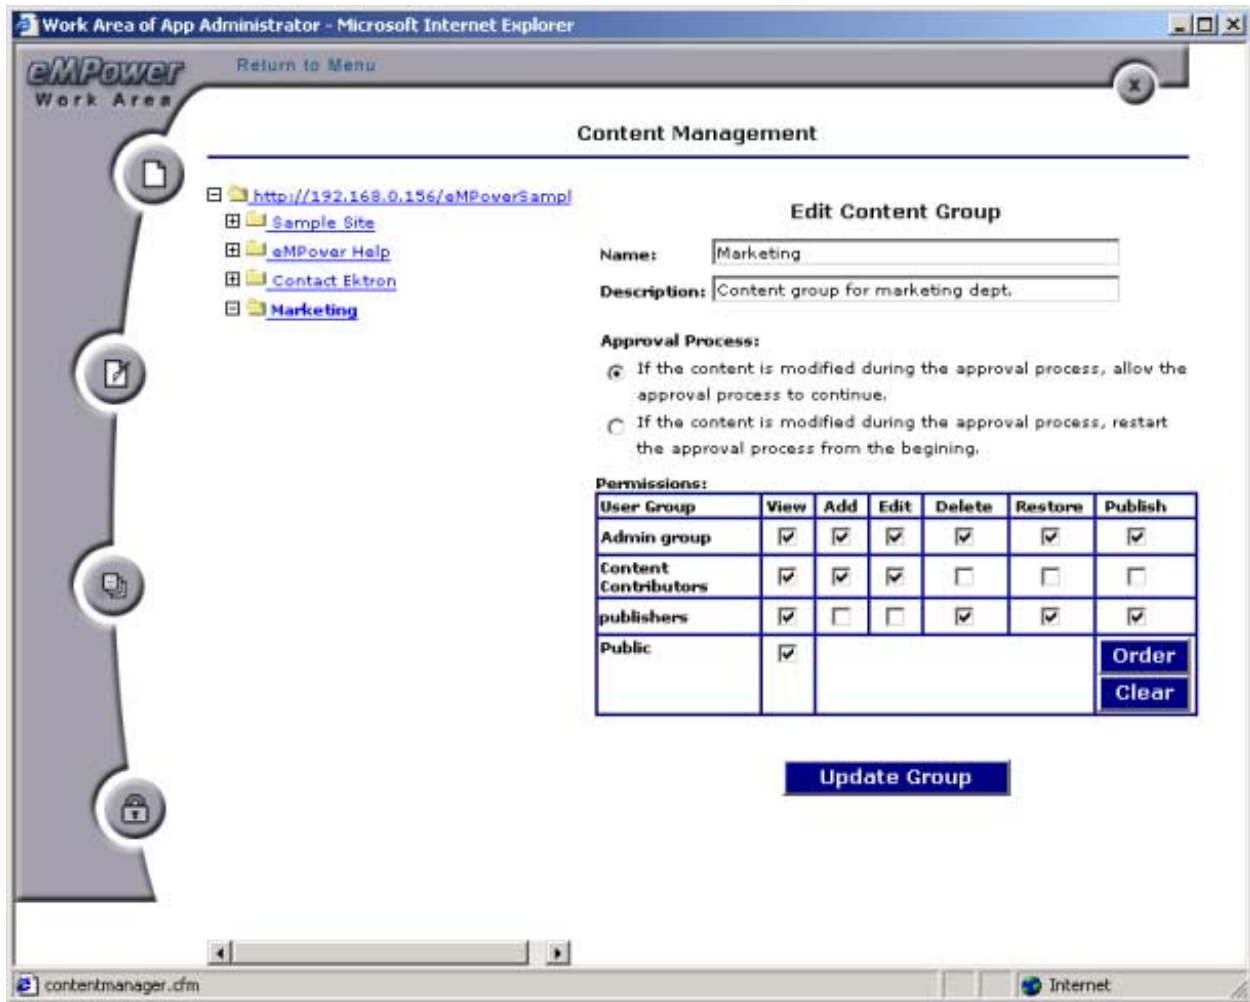 Work Area of App Administrator - Microsoft Internet Explorer
eMPower
Work Area
Return to Menu
x
Content Management
http://192.168.0.156/eMPowerSampl
Sample Site
eMPower Help
Contact Ektron
Marketing
Edit Content Group
Name: Marketing
Description: Content group for marketing dept.
Approval Process:
If the content is modified during the approval process, allow the
approval process to continue.
If the content is modified during the approval process, restart
the approval process from the begining.
Permissions:
User Group View Add Edit Delete Restore Publish
Admin group
Content
Contributors
publishers
Public
Order
Clear
Update Group
contentmanager.cfm
Internet